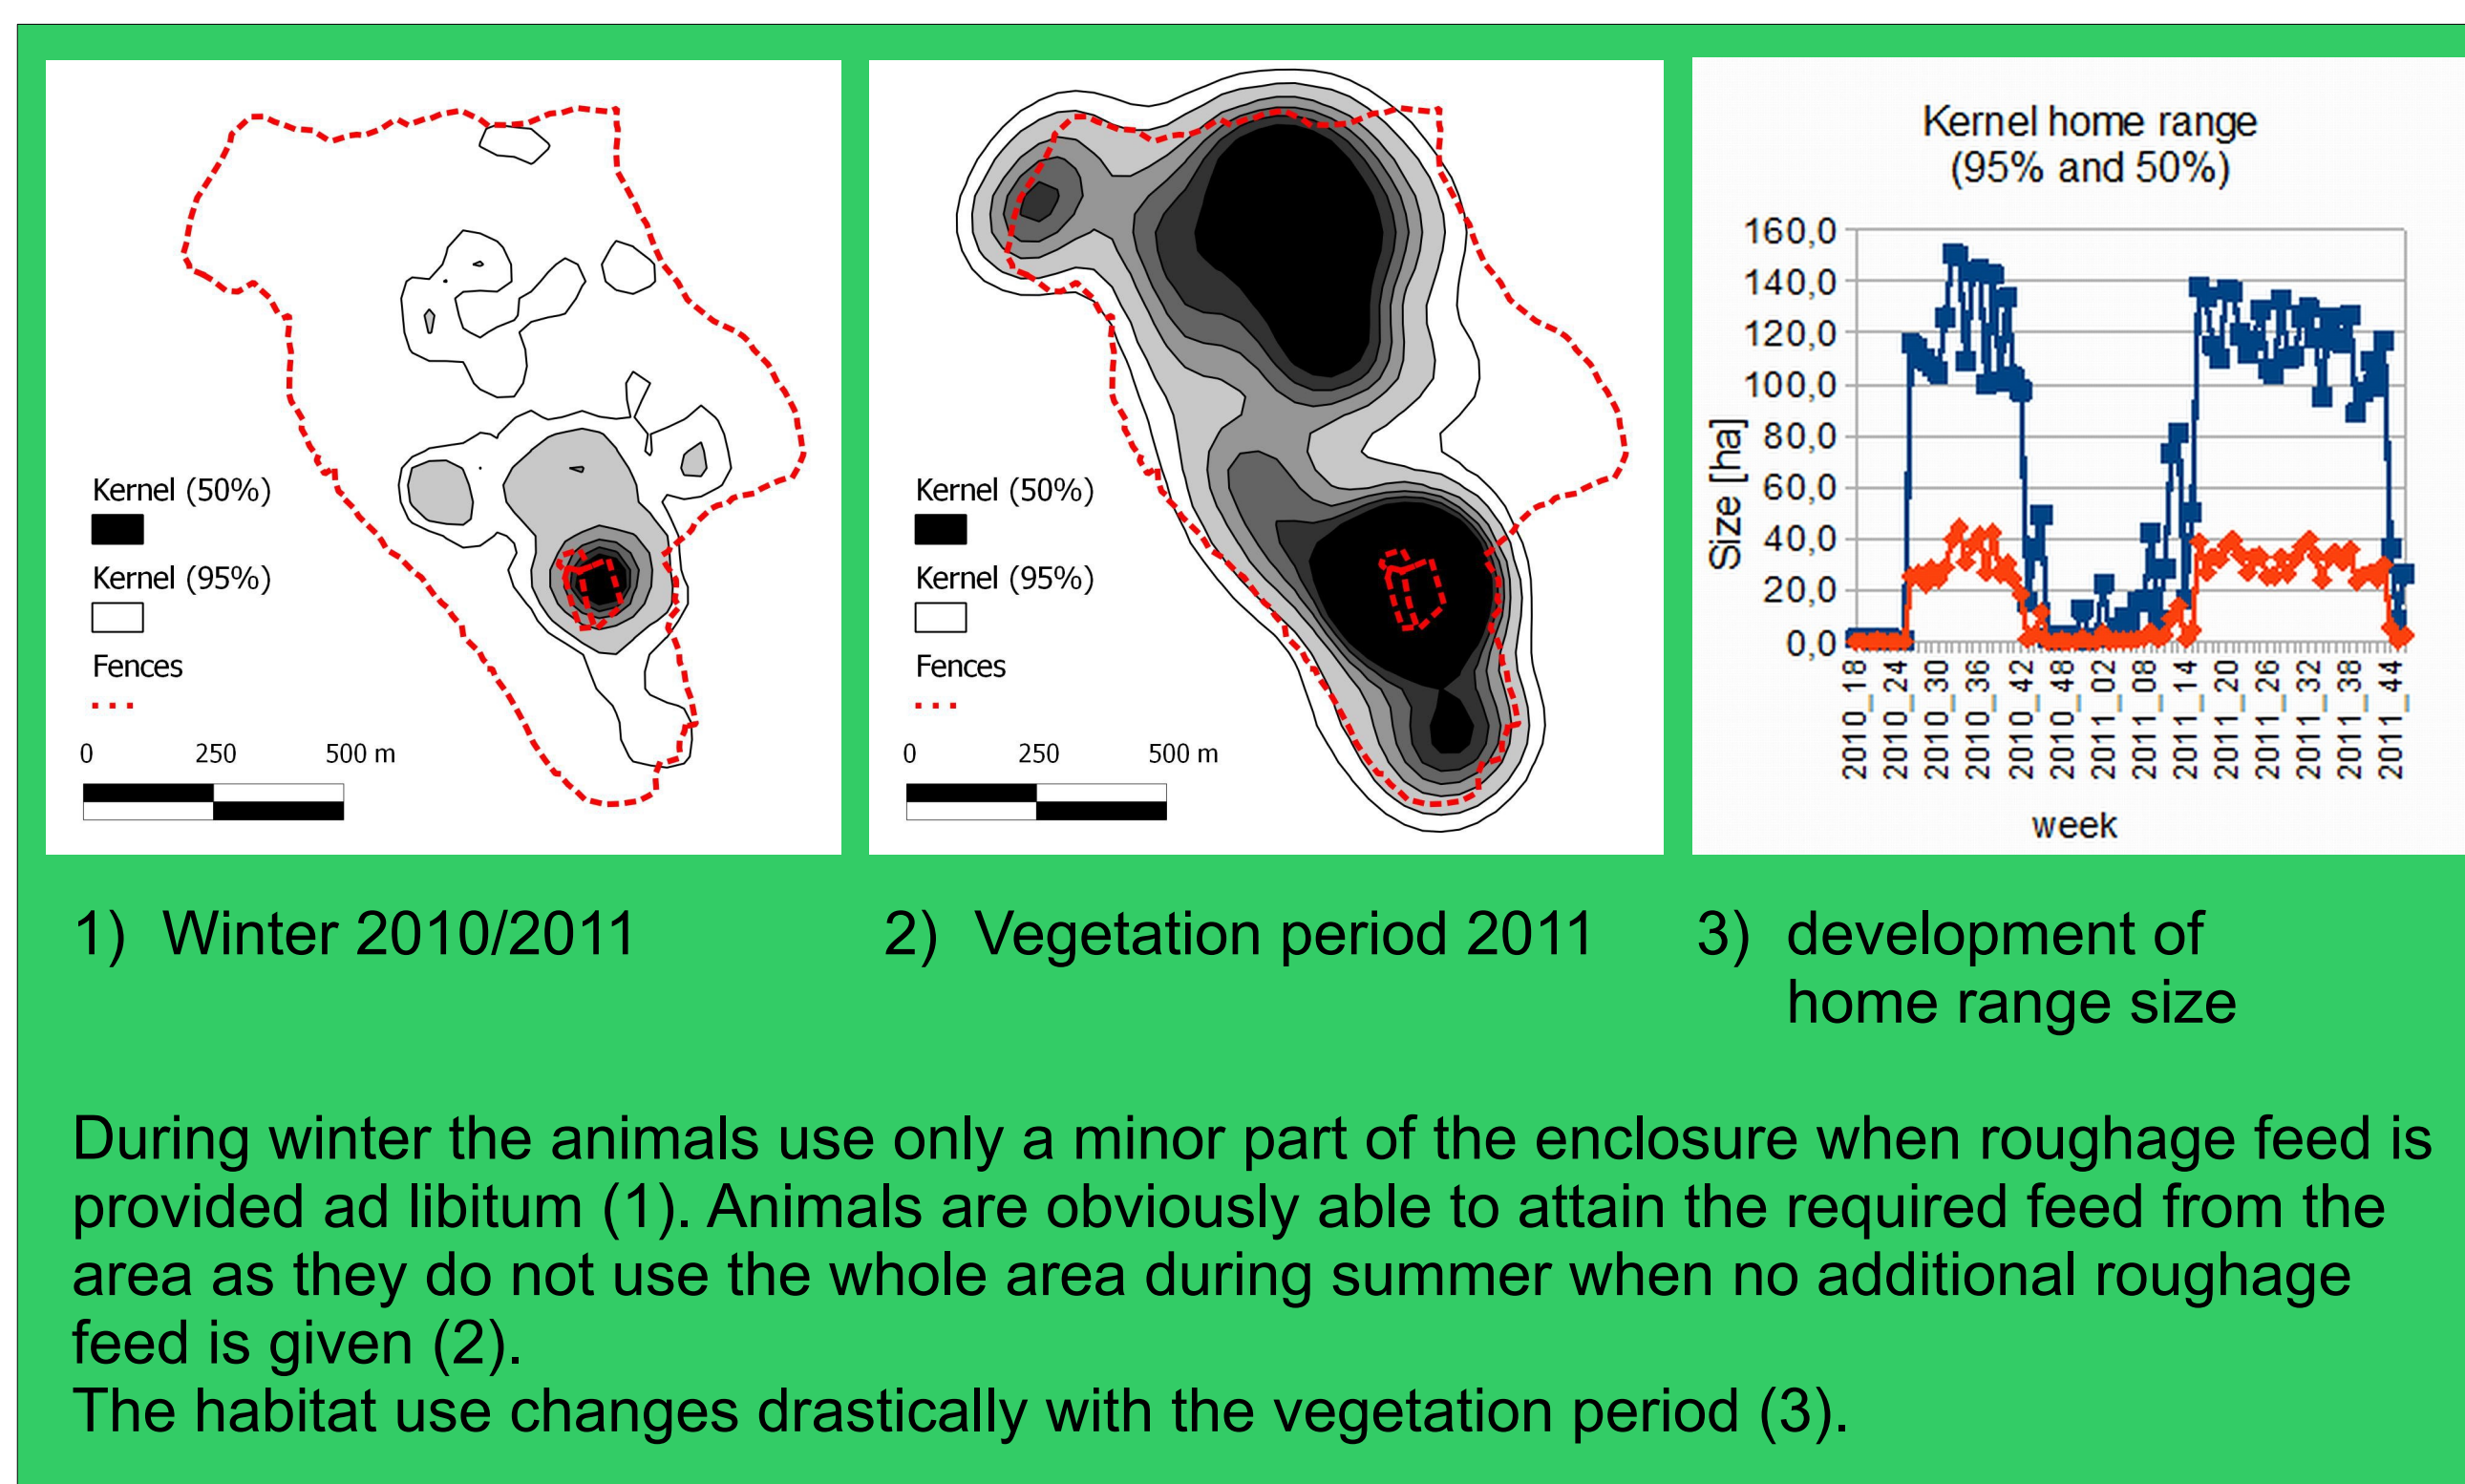 Kernel (50%)
Kernel (95%)
Fences
0 250 500 m
Kernel (50%)
Kernel (95%)
Fences
0 250 500 m
Kernel home range
(95% and 50%)
160,0
140,0
120,0
100,0
80,0
60,0
40,0
20,0
0,0
Size [ha]
2010_18
2010_24
2010_30
2010_36
2010_42
2010_48
2011_02
2011_08
2011_14
2011_20
2011_26
2011_32
2011_38
2011_44
week
1) Winter 2010/2011
2) Vegetation period 2011
3) development of
home range size
During winter the animals use only a minor part of the enclosure when roughage feed is
provided ad libitum (1). Animals are obviously able to attain the required feed from the
area as they do not use the whole area during summer when no additional roughage
feed is given (2).
The habitat use changes drastically with the vegetation period (3).